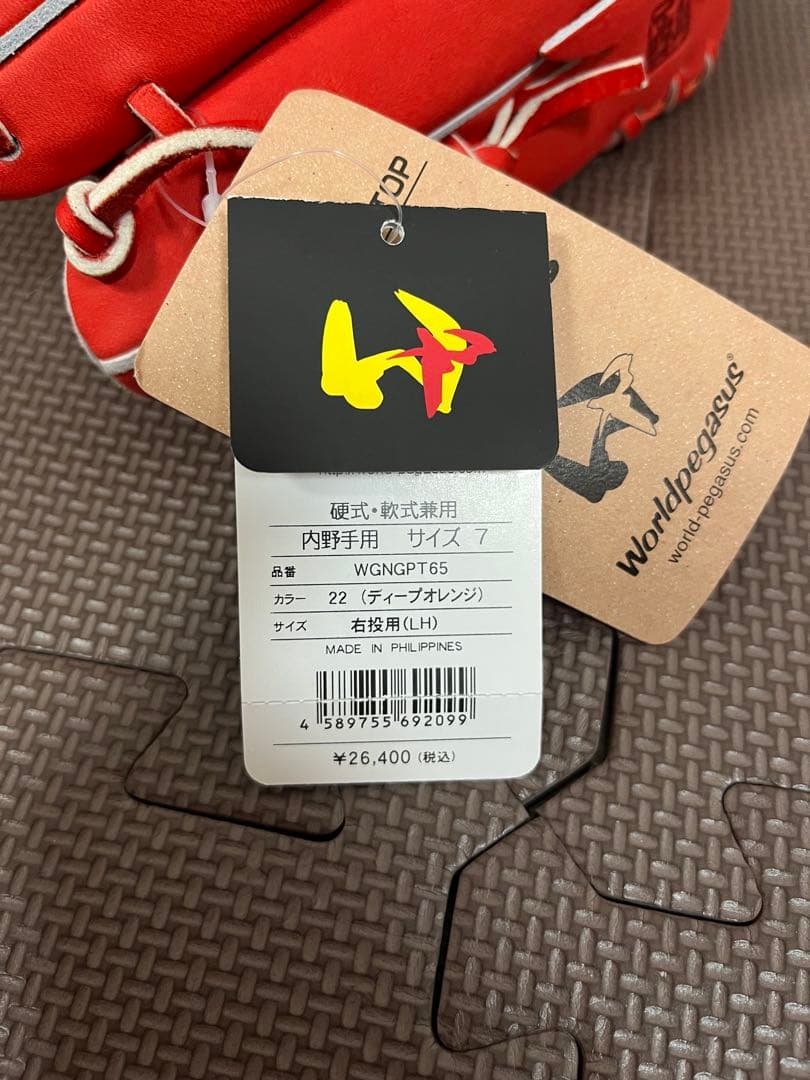 TOP
硬式・軟式兼用
内野手用 サイズ 7
品番 WGNGPT65
カラー 22 (ディープオレンジ)
サイズ 右投用(LH)
MADE IN PHILIPPINES
4 589755 692099
¥26,400 (税込)
Worldpegasus®
world-pegasus.com